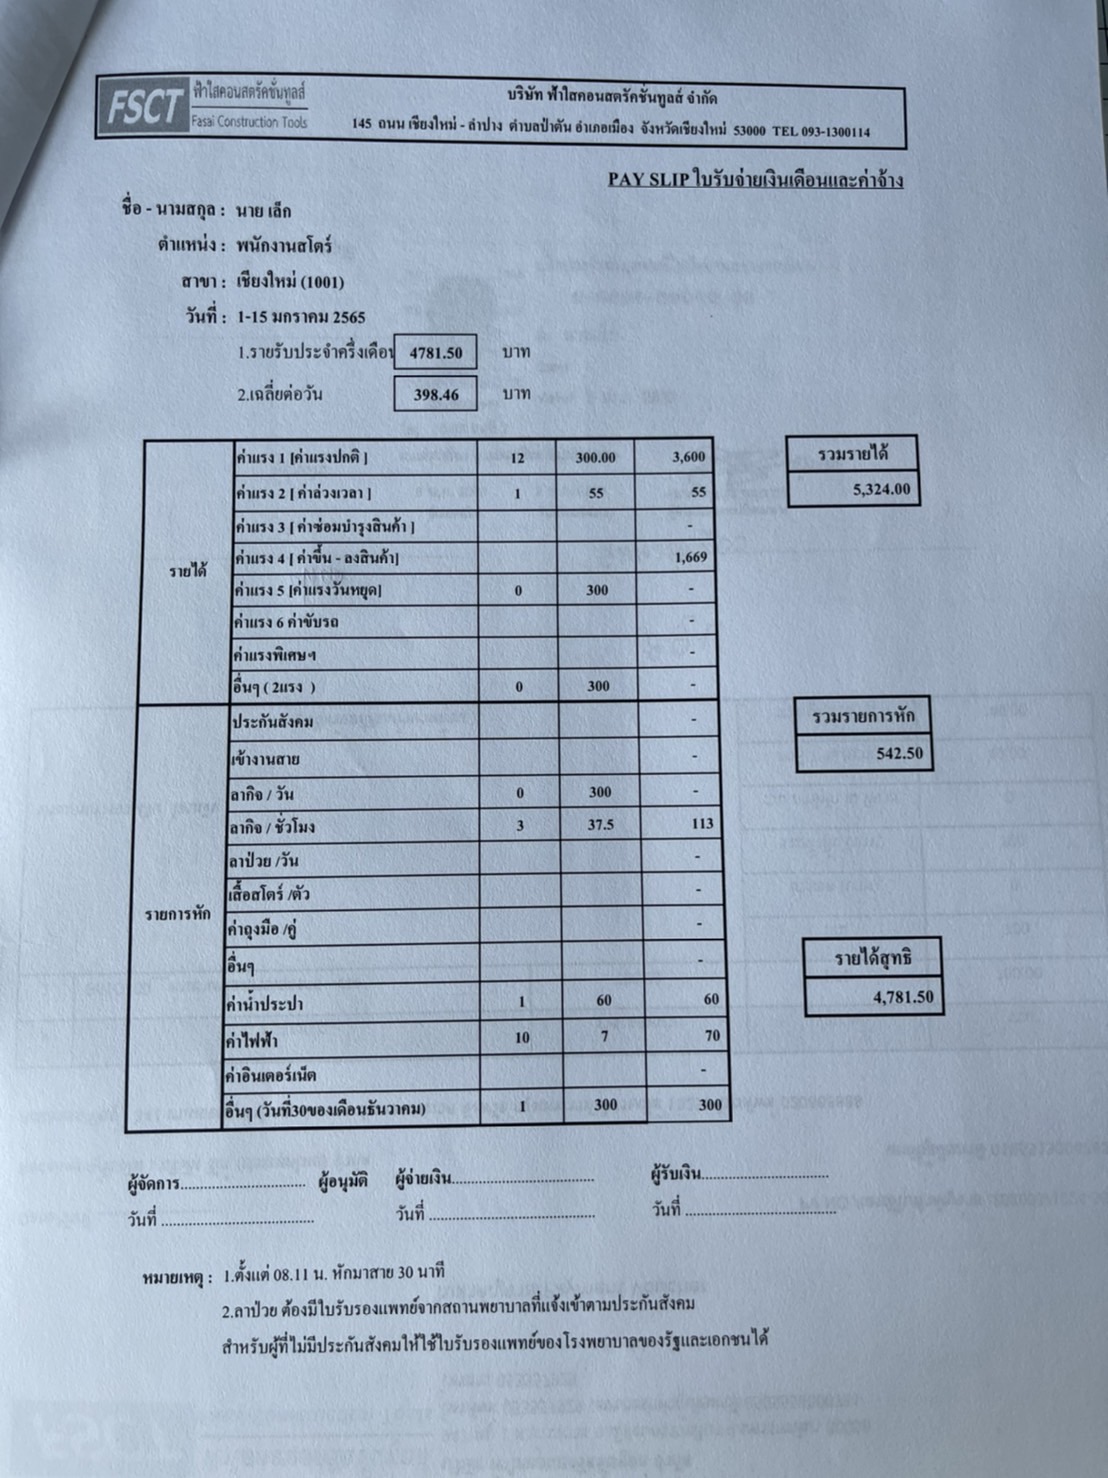 FSCT
ฟ้าใสคอนสตรัคชั่นทูลส์
Fasai Construction Tools
บริษัท ฟ้าใสคอนสตรัคชั่นทูลส์ จำกัด
145 ถนน เชียงใหม่ - ลำปาง ตำบลป่าตัน อำเภอเมือง จังหวัดเชียงใหม่ 53000 TEL 093-1300114
PAY SLIP ใบรับจ่ายเงินเดือนและค่าจ้าง
ชื่อ - นามสกุล : นาย เล็ก
ตำแหน่ง : พนักงานสโตร์
สาขา : เชียงใหม่ (1001)
วันที่ : 1-15 มกราคม 2565
1.รายรับประจำครึ่งเดือน 4781.50 บาท
2.เฉลี่ยต่อวัน 398.46 บาท
รายได้
ค่าแรง 1 [ค่าแรงปกติ ] 12 300.00 3,600
ค่าแรง 2 [ ค่าล่วงเวลา ] 1 55 55
ค่าแรง 3 [ ค่าซ่อมบำรุงสินค้า ] -
ค่าแรง 4 [ ค่าขึ้น - ลงสินค้า] 1,669
ค่าแรง 5 [ค่าแรงวันหยุด] 0 300 -
ค่าแรง 6 ค่าขับรถ -
ค่าแรงพิเศษฯ -
อื่นๆ ( 2แรง ) 0 300 -
รวมรายได้
5,324.00
รายการหัก
ประกันสังคม -
เข้างานสาย -
ลากิจ / วัน 0 300 -
ลากิจ / ชั่วโมง 3 37.5 113
ลาป่วย /วัน -
เสื้อสโตร์ /ตัว -
ค่าถุงมือ /คู่ -
อื่นๆ -
ค่าน้ำประปา 1 60 60
ค่าไฟฟ้า 10 7 70
ค่าอินเตอร์เน็ต -
อื่นๆ (วันที่30ของเดือนธันวาคม) 1 300 300
รวมรายการหัก
542.50
รายได้สุทธิ
4,781.50
ผู้จัดการ................................ ผู้อนุมัติ ผู้จ่ายเงิน.................................... ผู้รับเงิน................................
วันที่ ....................................... วันที่ .......................................... วันที่ ......................................
หมายเหตุ : 1.ตั้งแต่ 08.11 น. หักมาสาย 30 นาที
2.ลาป่วย ต้องมีใบรับรองแพทย์จากสถานพยาบาลที่แจ้งเข้าตามประกันสังคม
สำหรับผู้ที่ไม่มีประกันสังคมให้ใช้ใบรับรองแพทย์ของโรงพยาบาลของรัฐและเอกชนได้